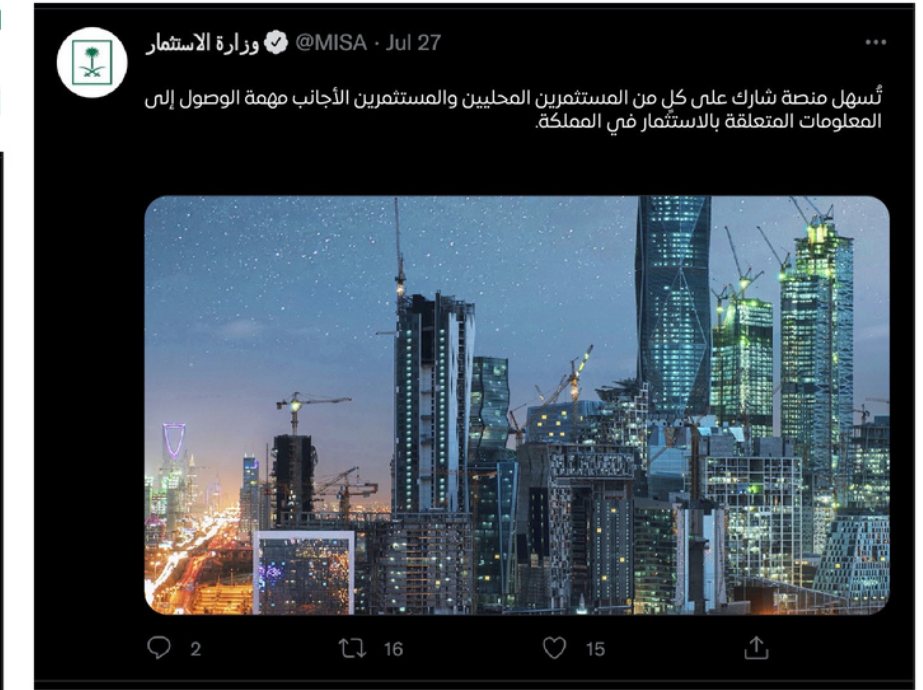 وزارة الاستثمار @MISA · Jul 27
تُسهل منصة شارك على كلٍ من المستثمرين المحليين والمستثمرين الأجانب مهمة الوصول إلى
المعلومات المتعلقة بالاستثمار في المملكة.
2 16 15